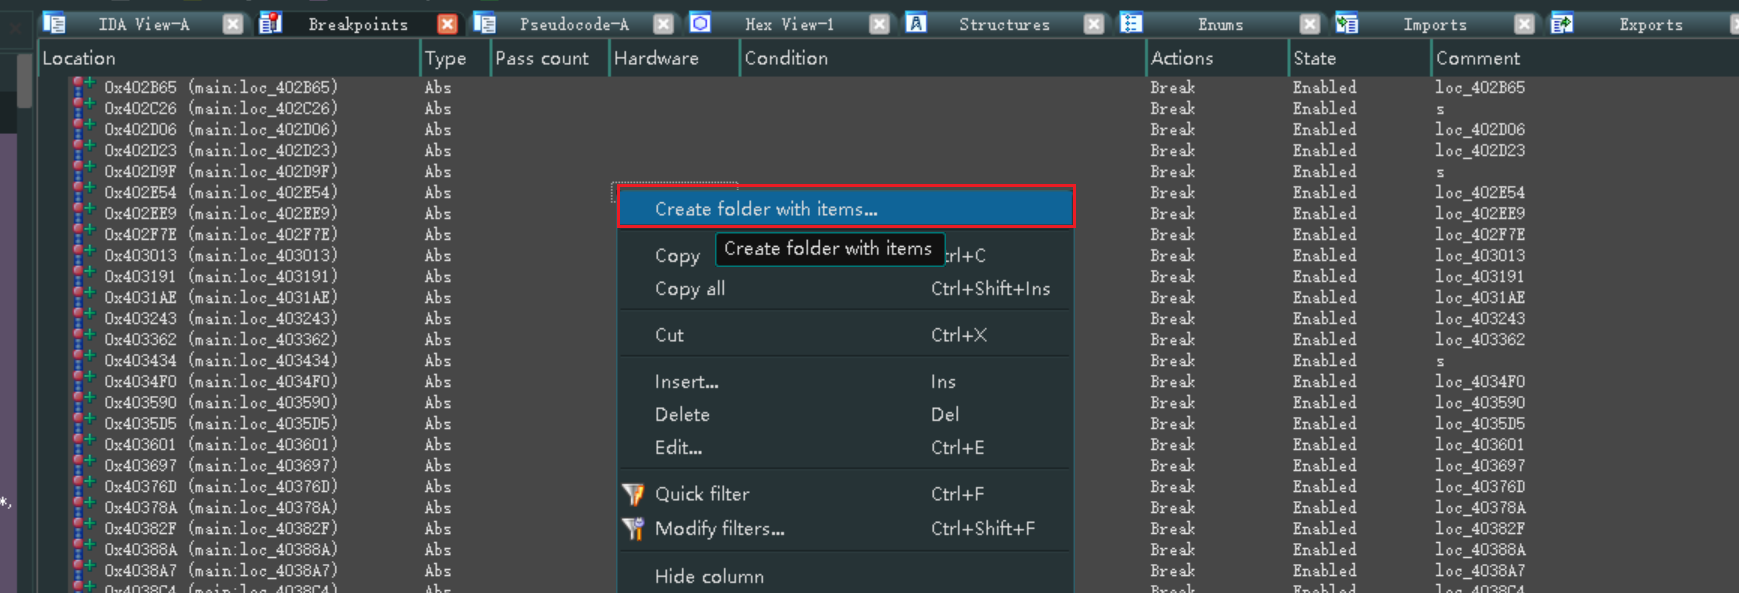 IDA View-A Breakpoints Pseudocode-A Hex View-1 Structures Enums Imports Exports
Location Type Pass count Hardware Condition Actions State Comment
0x402B65 (main:loc_402B65) Abs Break Enabled loc_402B65
0x402C26 (main:loc_402C26) Abs Break Enabled s
0x402D06 (main:loc_402D06) Abs Break Enabled loc_402D06
0x402D23 (main:loc_402D23) Abs Break Enabled loc_402D23
0x402D9F (main:loc_402D9F) Abs Break Enabled s
0x402E54 (main:loc_402E54) Abs Break Enabled loc_402E54
0x402EE9 (main:loc_402EE9) Abs Break Enabled loc_402EE9
0x402F7E (main:loc_402F7E) Abs Break Enabled loc_402F7E
0x403013 (main:loc_403013) Abs Break Enabled loc_403013
0x403191 (main:loc_403191) Abs Break Enabled loc_403191
0x4031AE (main:loc_4031AE) Abs Break Enabled loc_4031AE
0x403243 (main:loc_403243) Abs Break Enabled loc_403243
0x403362 (main:loc_403362) Abs Break Enabled loc_403362
0x403434 (main:loc_403434) Abs Break Enabled s
0x4034F0 (main:loc_4034F0) Abs Break Enabled loc_4034F0
0x403590 (main:loc_403590) Abs Break Enabled loc_403590
0x4035D5 (main:loc_4035D5) Abs Break Enabled loc_4035D5
0x403601 (main:loc_403601) Abs Break Enabled loc_403601
0x403697 (main:loc_403697) Abs Break Enabled loc_403697
0x40376D (main:loc_40376D) Abs Break Enabled loc_40376D
0x40378A (main:loc_40378A) Abs Break Enabled loc_40378A
0x40382F (main:loc_40382F) Abs Break Enabled loc_40382F
0x40388A (main:loc_40388A) Abs Break Enabled loc_40388A
0x4038A7 (main:loc_4038A7) Abs Break Enabled loc_4038A7
0x4038C4 (main:loc_4038C4) Abs Break Enabled loc_4038C4
*,
Create folder with items...
Create folder with items
Copy trl+C
Copy all Ctrl+Shift+Ins
Cut Ctrl+X
Insert... Ins
Delete Del
Edit... Ctrl+E
Quick filter Ctrl+F
Modify filters... Ctrl+Shift+F
Hide column